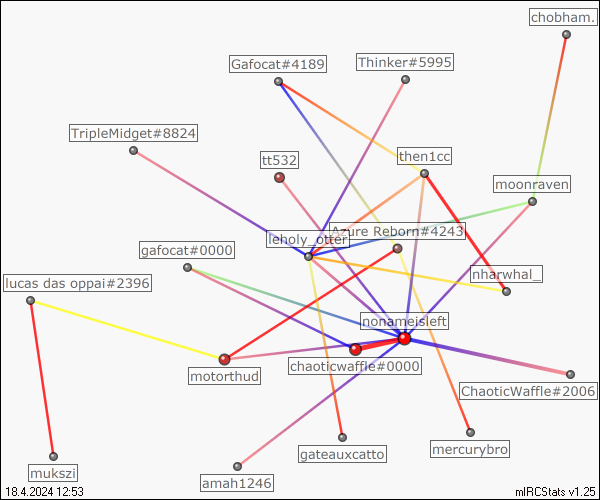 chobham.
Gafocat#4189
Thinker#5995
TripleMidget#8824
tt532
then1cc
moonraven
Azure Reborn#4243
leholy_otter
gafocat#0000
nharwhal_
lucas das oppai#2396
nonameisleft
chaoticwaffle#0000
motorthud
ChaoticWaffle#2006
mercurybro
gateauxcatto
mukszi
amah1246
18.4.2024 12:53
mIRCStats v1.25